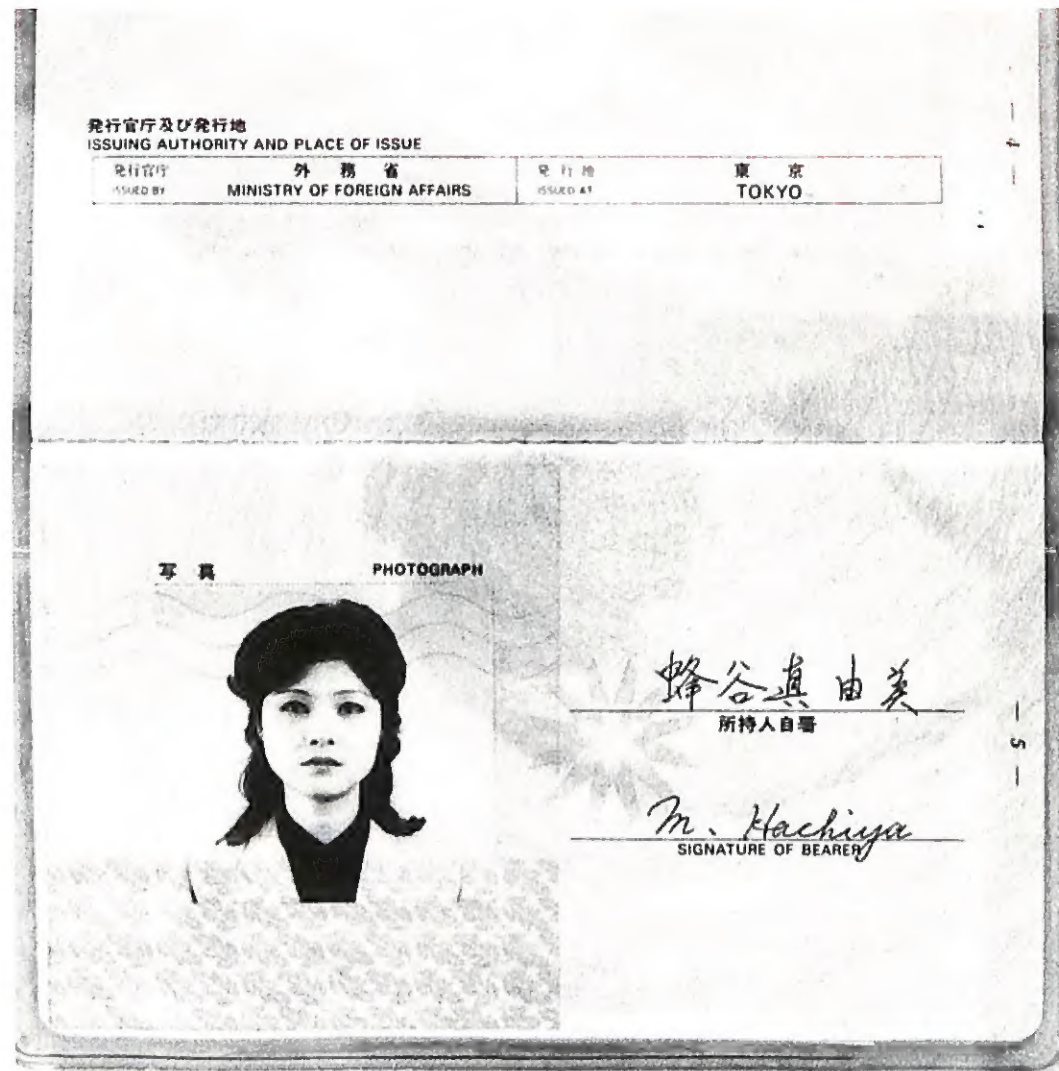 発行官庁及び発行地
ISSUING AUTHORITY AND PLACE OF ISSUE
発行官庁 外務省 発行地 東京
ISSUED BY MINISTRY OF FOREIGN AFFAIRS ISSUED AT TOKYO
— 4 —
写真 PHOTOGRAPH
蜂谷真由美
所持人自署
M. Hachiya
SIGNATURE OF BEARER
— 5 —